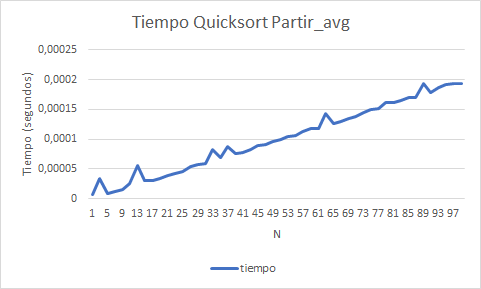 Tiempo Quicksort Partir_avg
Tiempo (segundos)
0,00025
0,0002
0,00015
0,0001
0,00005
0
1 5 9 13 17 21 25 29 33 37 41 45 49 53 57 61 65 69 73 77 81 85 89 93 97
N
tiempo